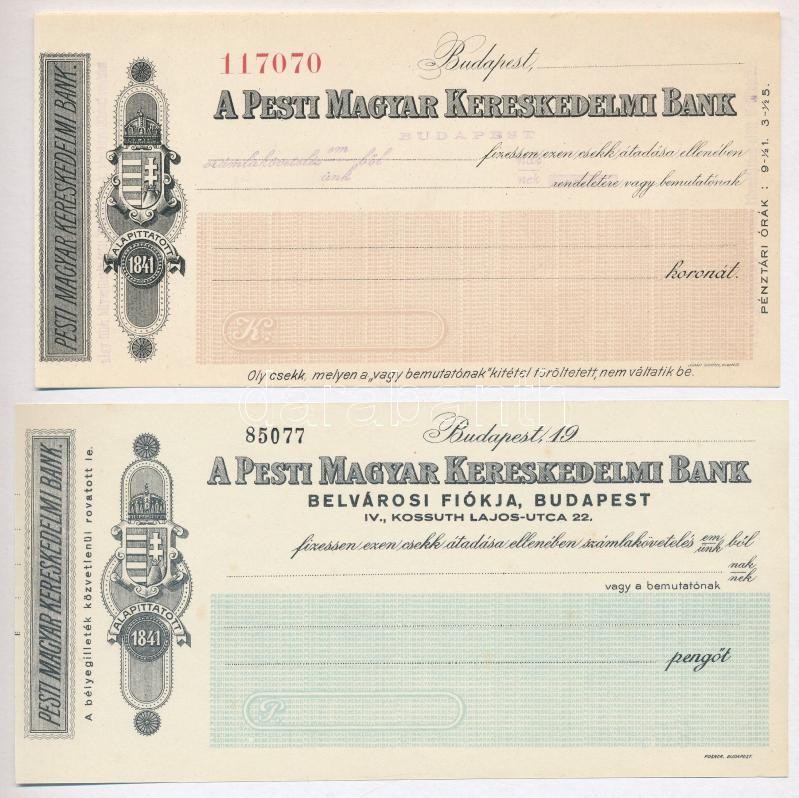 117070
Budapest,
A PESTI MAGYAR KERESKEDELMI BANK
BUDAPEST
számlakövetelés em ünk ből
fizessen ezen csekk átadása ellenében
nek
rendeletére vagy bemutatónak
koronát.
K.
Oly csekk, melyen a „vagy bemutatónak" kitétel töröltetett, nem váltatik be.
PÉNZTÁRI ÓRÁK: 9-½1. 3-½5.
PESTI MAGYAR KERESKEDELMI BANK.
ALAPITTATOTT
1841
darabanth
85077
Budapest, 19
A PESTI MAGYAR KERESKEDELMI BANK
BELVÁROSI FIÓKJA, BUDAPEST
IV., KOSSUTH LAJOS-UTCA 22.
fizessen ezen csekk átadása ellenében számlakövetelés em ünk ből
nak
nek
vagy a bemutatónak
pengőt
P.
POSNER, BUDAPEST.
PESTI MAGYAR KERESKEDELMI BANK.
A bélyegilleték közvetlenül rovatott le.
ALAPITTATOTT
1841